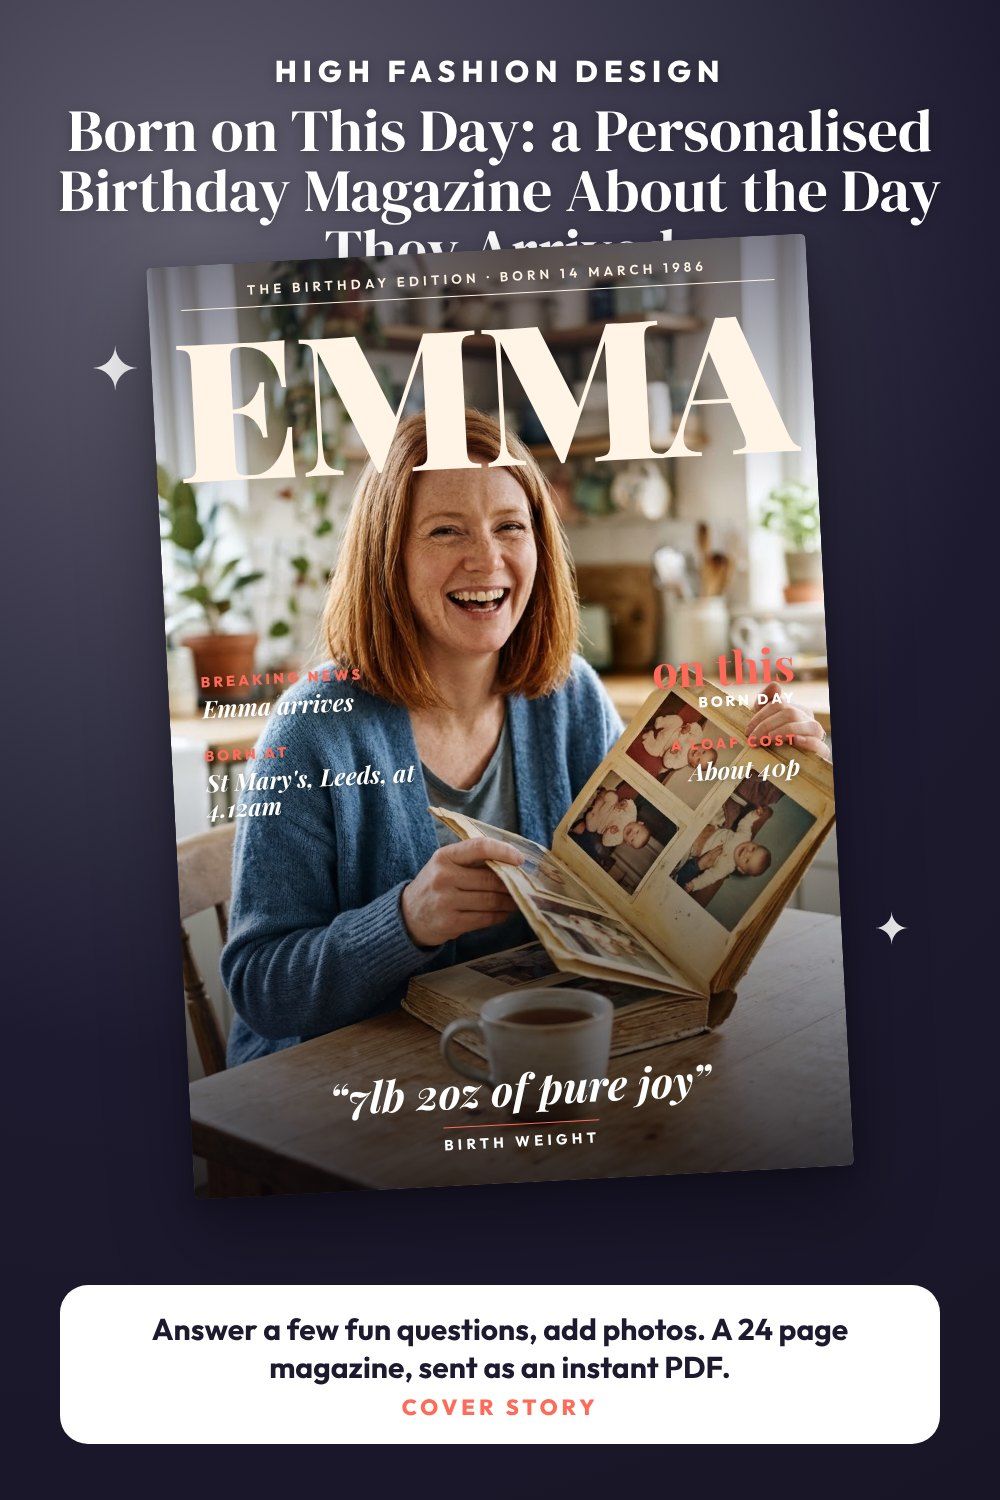 HIGH FASHION DESIGN
Born on This Day: a Personalised
Birthday Magazine About the Day
They Arrived
THE BIRTHDAY EDITION · BORN 14 MARCH 1986
EMMA
BREAKING NEWS
Emma arrives
BORN AT
St Mary's, Leeds, at
4.12am
on this
BORN DAY
A LOAF COST
About 40p
“7lb 2oz of pure joy”
BIRTH WEIGHT
Answer a few fun questions, add photos. A 24 page
magazine, sent as an instant PDF.
COVER STORY